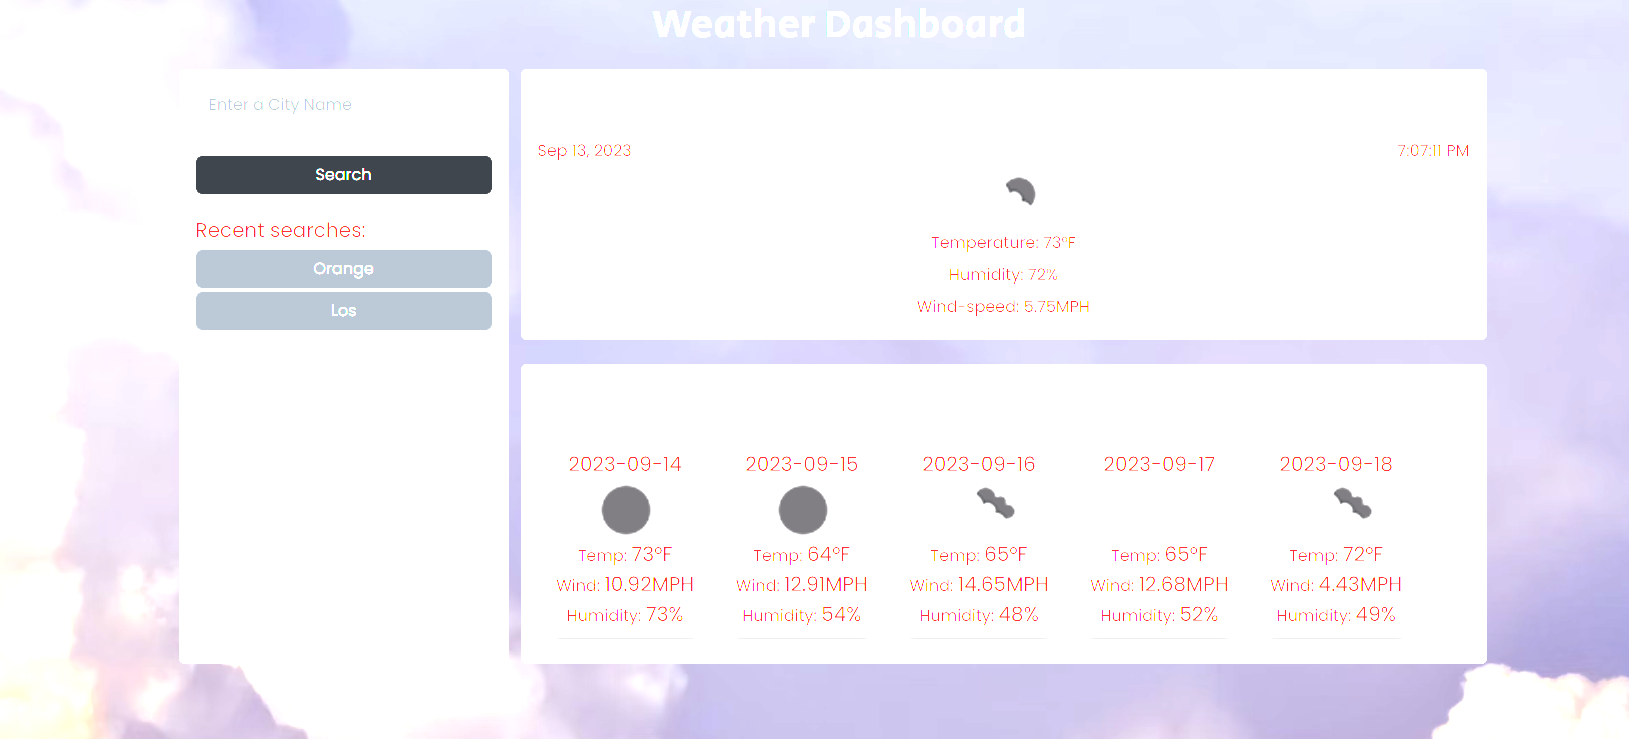 Weather Dashboard
Enter a City Name
Search
Recent searches:
Orange
Los
Sep 13, 2023 7:07:11 PM
Temperature: 73°F
Humidity: 72%
Wind-speed: 5.75MPH
2023-09-14 2023-09-15 2023-09-16 2023-09-17 2023-09-18
Temp: 73°F Temp: 64°F Temp: 65°F Temp: 65°F Temp: 72°F
Wind: 10.92MPH Wind: 12.91MPH Wind: 14.65MPH Wind: 12.68MPH Wind: 4.43MPH
Humidity: 73% Humidity: 54% Humidity: 48% Humidity: 52% Humidity: 49%